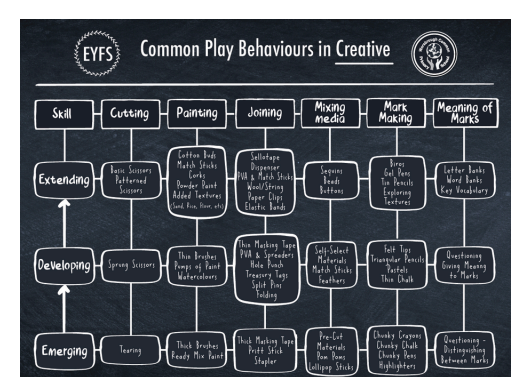 EYFS
Common Play Behaviours in Creative
Skill
Cutting
Painting
Joining
Mixing
media
Mark
Making
Meaning of
Marks
Extending
Basic Scissors
Patterned
Scissors
Cotton Buds
Match Sticks
Corks
Powder Paint
Added Textures
(Sand, Rice, Flour, etc)
Sellotape
Dispenser
PVA & Match Sticks
Wool/String
Paper Clips
Elastic Bands
Sequins
Beads
Buttons
Biros
Gel Pens
Tin Pencils
Exploring
Textures
Letter Banks
Word Banks
Key Vocabulary
Developing
Sprung Scissors
Thin Brushes
Pumps of Paint
Watercolours
Thin Masking Tape
PVA & Spreaders
Hole Punch
Treasury Tags
Split Pins
Folding
Self-Select
Materials
Match Sticks
Feathers
Felt Tips
Triangular Pencils
Pastels
Thin Chalk
Questioning
Giving Meaning
to Marks
Emerging
Tearing
Thick Brushes
Ready Mix Paint
Thick Masking Tape
Pritt Stick
Stapler
Pre-Cut
Materials
Pom Poms
Lollipop Sticks
Chunky Crayons
Chunky Chalk
Chunky Pens
Highlighters
Questioning -
Distinguishing
Between Marks